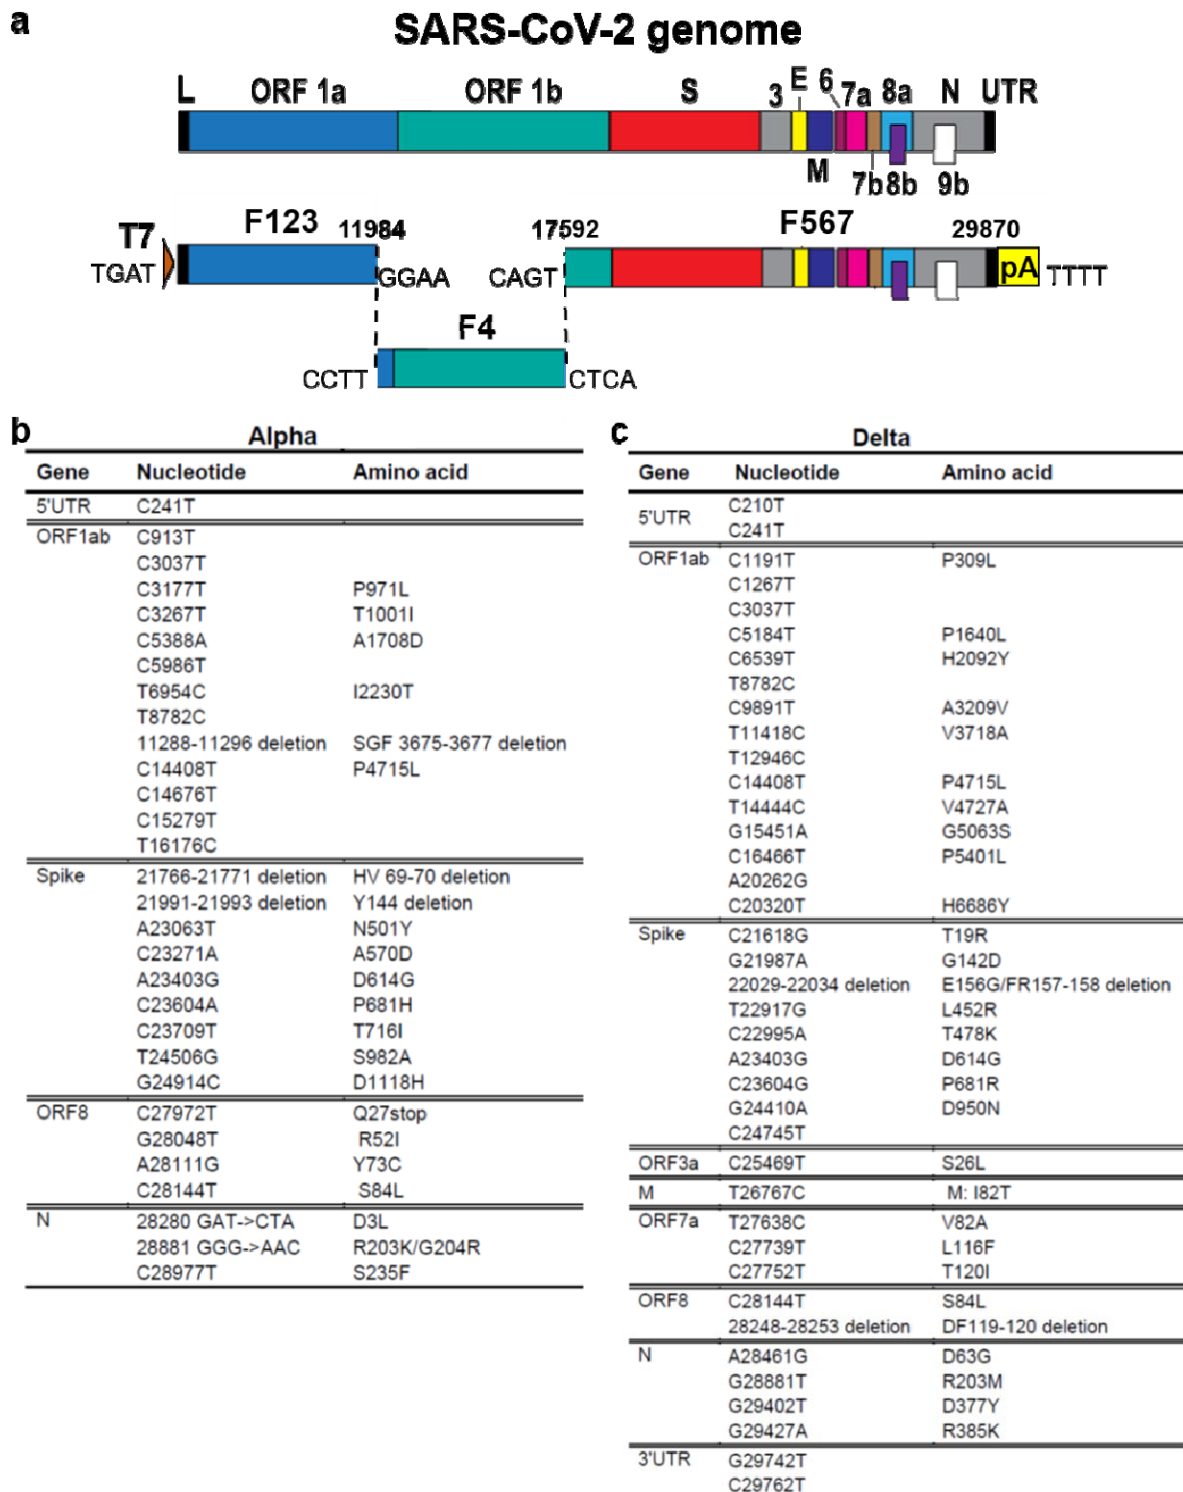 a
SARS-CoV-2 genome
L ORF 1a ORF 1b S 3 E 6 7a 8a N UTR
M 7b 8b 9b
T7 F123 11984 17592 F567 29870
TGAT GGAA CAGT pA TTTT
F4
CCTT CTCA
b
Alpha
Gene Nucleotide Amino acid
5'UTR C241T
ORF1ab C913T
C3037T
C3177T P971L
C3267T T1001I
C5388A A1708D
C5986T
T6954C I2230T
T8782C
11288-11296 deletion SGF 3675-3677 deletion
C14408T P4715L
C14676T
C15279T
T16176C
Spike 21766-21771 deletion HV 69-70 deletion
21991-21993 deletion Y144 deletion
A23063T N501Y
C23271A A570D
A23403G D614G
C23604A P681H
C23709T T716I
T24506G S982A
G24914C D1118H
ORF8 C27972T Q27stop
G28048T R52I
A28111G Y73C
C28144T S84L
N 28280 GAT->CTA D3L
28881 GGG->AAC R203K/G204R
C28977T S235F
c
Delta
Gene Nucleotide Amino acid
5'UTR C210T
C241T
ORF1ab C1191T P309L
C1267T
C3037T
C5184T P1640L
C6539T H2092Y
T8782C
C9891T A3209V
T11418C V3718A
T12946C
C14408T P4715L
T14444C V4727A
G15451A G5063S
C16466T P5401L
A20262G
C20320T H6686Y
Spike C21618G T19R
G21987A G142D
22029-22034 deletion E156G/FR157-158 deletion
T22917G L452R
C22995A T478K
A23403G D614G
C23604G P681R
G24410A D950N
C24745T
ORF3a C25469T S26L
M T26767C M: I82T
ORF7a T27638C V82A
C27739T L116F
C27752T T120I
ORF8 C28144T S84L
28248-28253 deletion DF119-120 deletion
N A28461G D63G
G28881T R203M
G29402T D377Y
G29427A R385K
3'UTR G29742T
C29762T